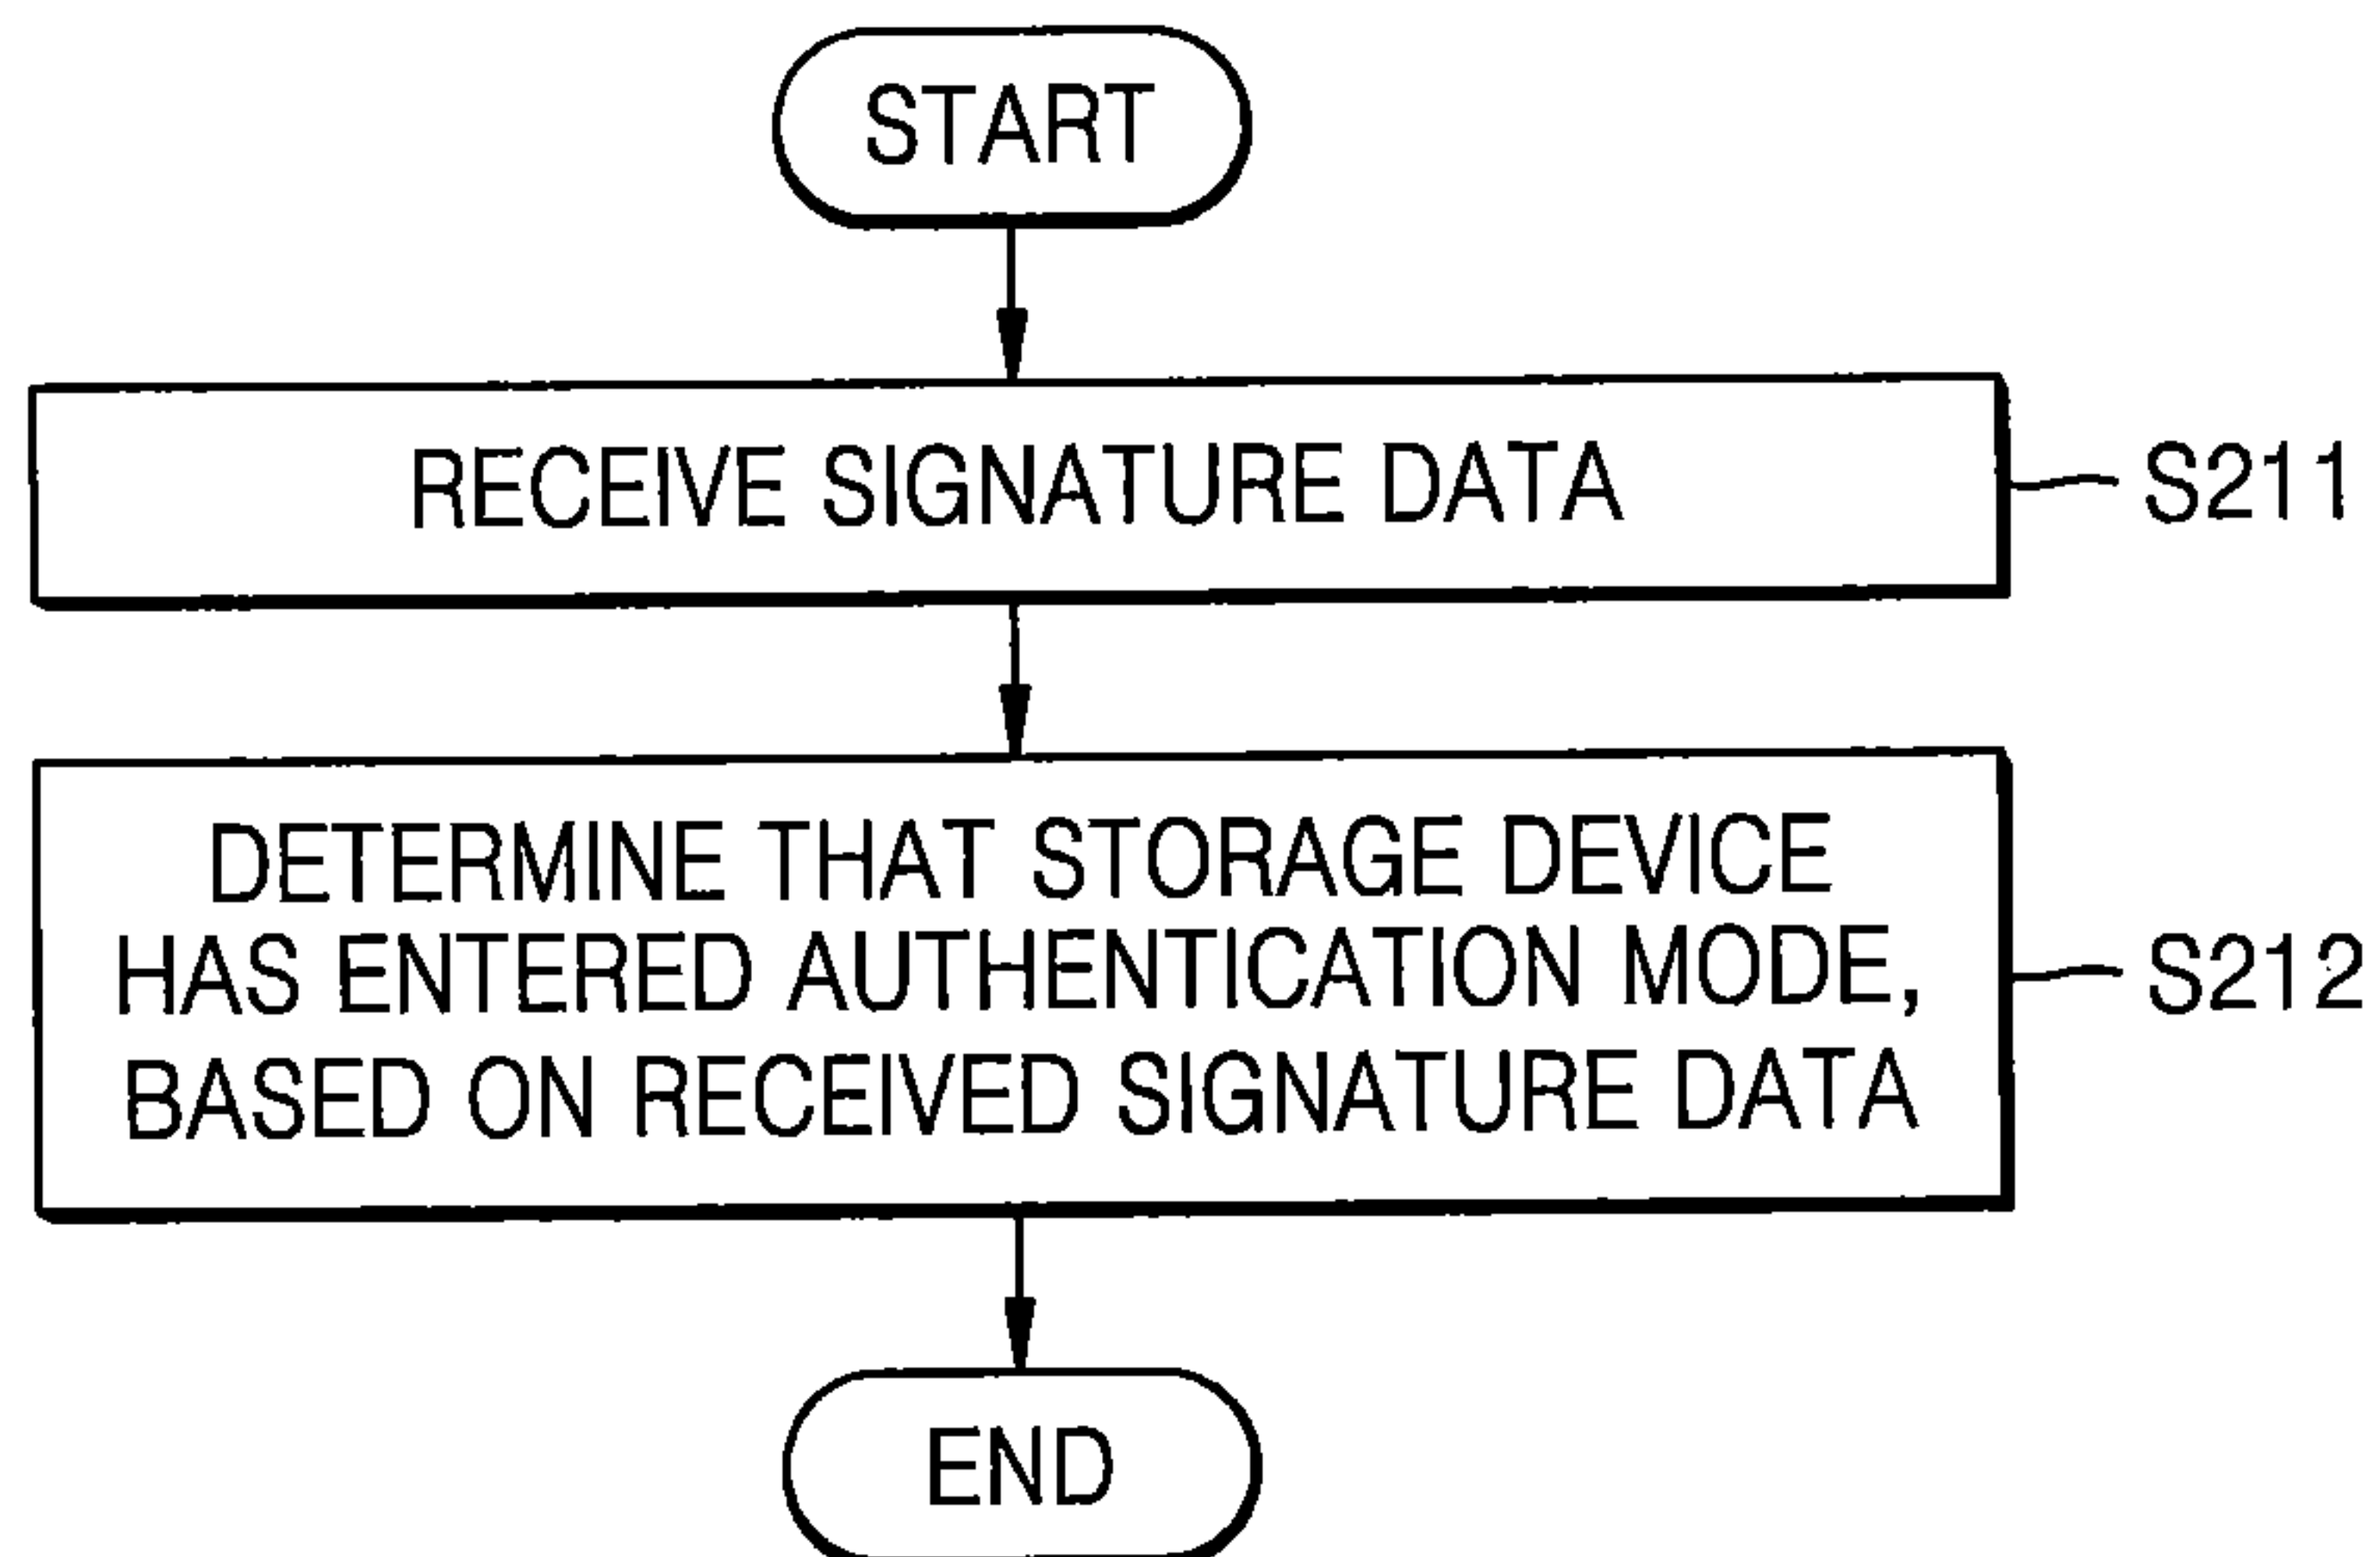 START
RECEIVE SIGNATURE DATA
S211
DETERMINE THAT STORAGE DEVICE
HAS ENTERED AUTHENTICATION MODE,
BASED ON RECEIVED SIGNATURE DATA
S212
END